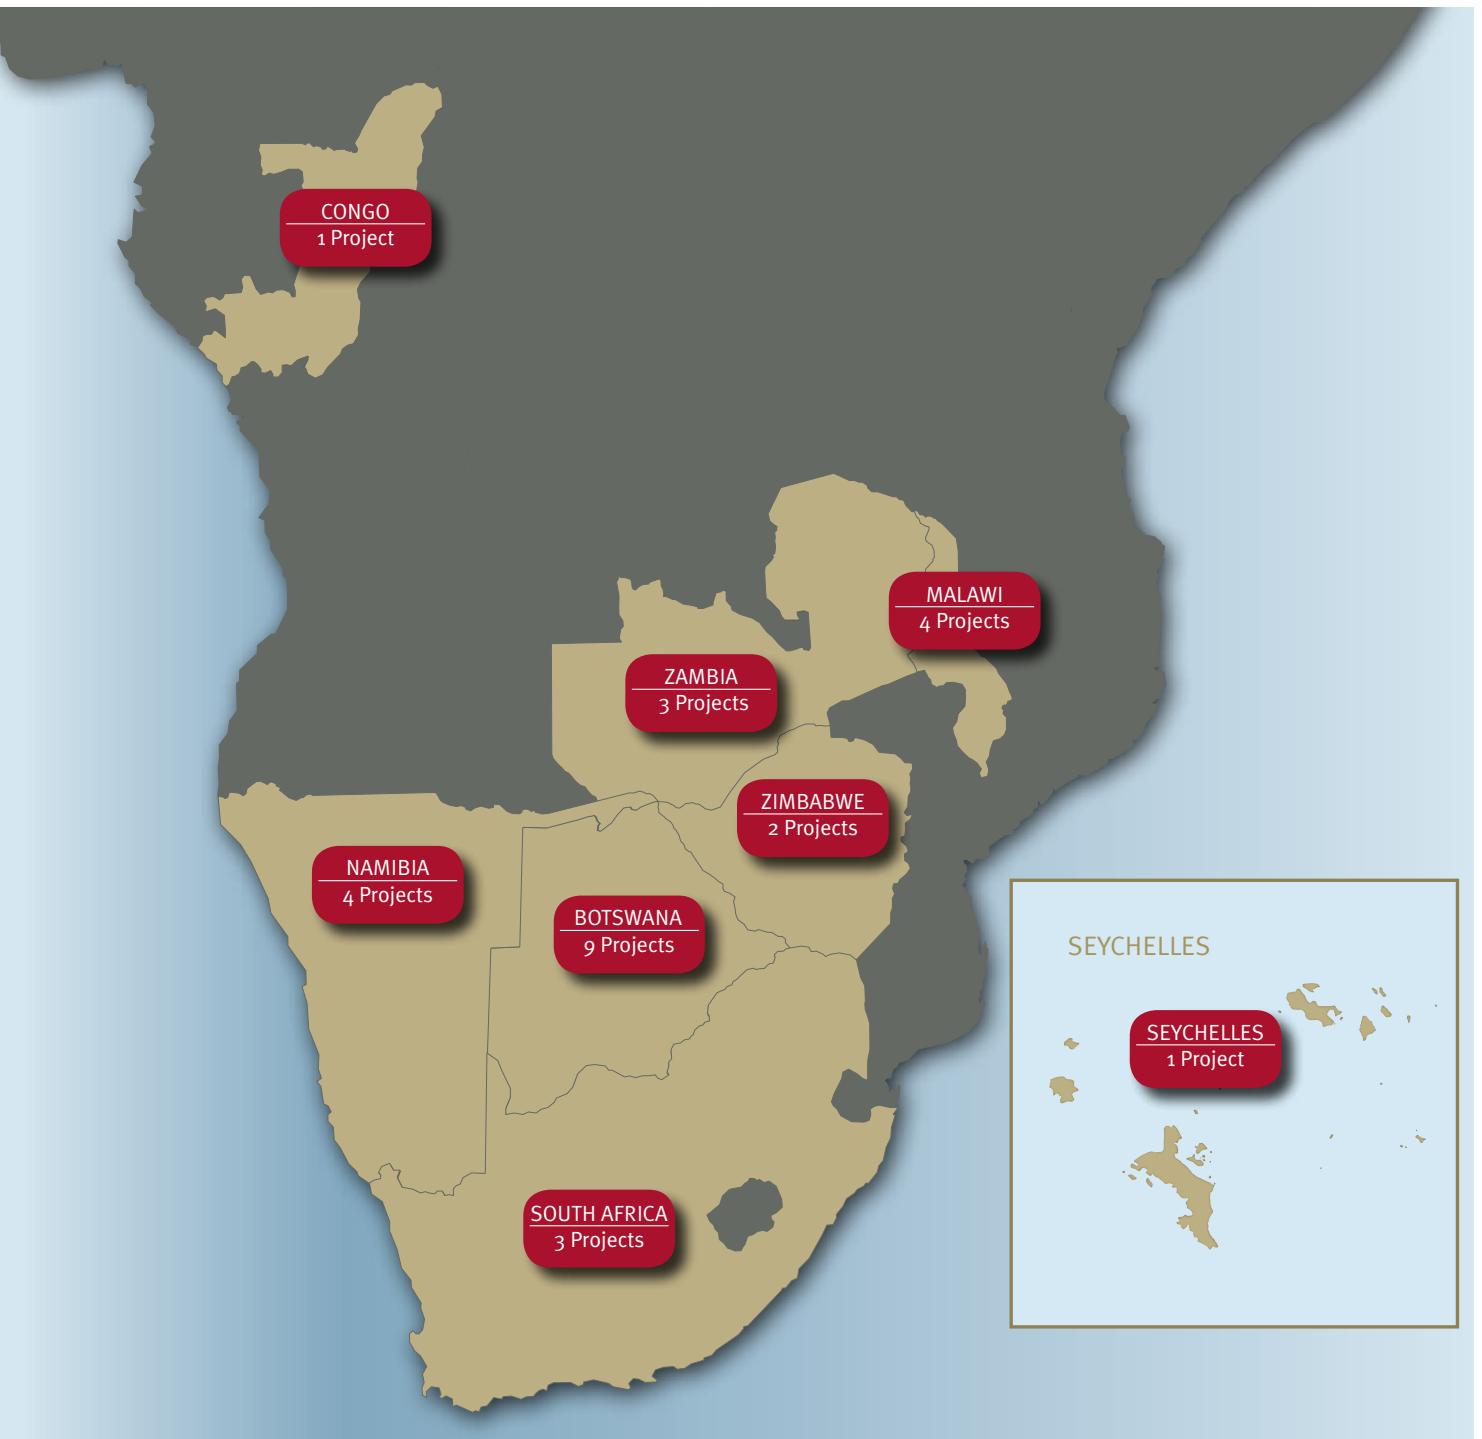 CONGO
1 Project
MALAWI
4 Projects
ZAMBIA
3 Projects
ZIMBABWE
2 Projects
NAMIBIA
4 Projects
BOTSWANA
9 Projects
SEYCHELLES
SEYCHELLES
1 Project
SOUTH AFRICA
3 Projects